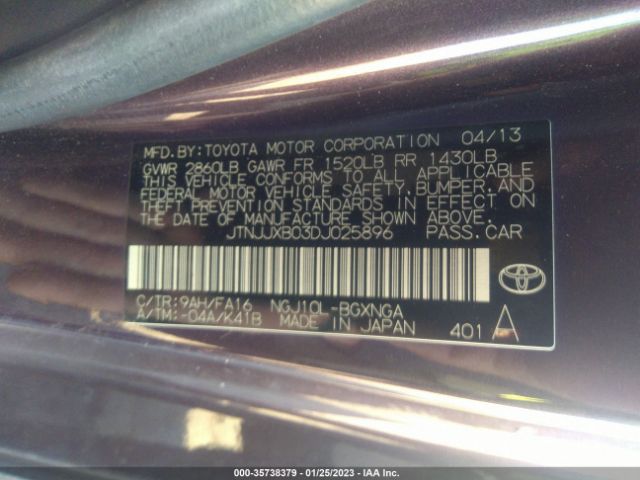 MFD.BY:TOYOTA MOTOR CORPORATION 04/13
GVWR 2860LB GAWR FR 1520LB RR 1430LB
THIS VEHICLE CONFORMS TO ALL APPLICABLE
FEDERAL MOTOR VEHICLE SAFETY,BUMPER,AND
THEFT PREVENTION STANDARDS IN EFFECT ON
THE DATE OF MANUFACTURE SHOWN ABOVE.
JTNJJXB03DJ025896 PASS.CAR
C/TR:9AH/FA16 NGJ10L-BGXNGA
A/TM:-04A/K41B MADE IN JAPAN 401 A
000-35738379 - 01/25/2023 - IAA Inc.